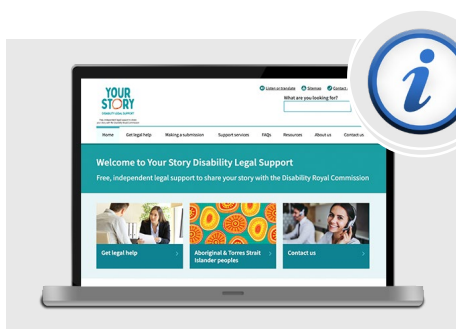 YOUR
STORY
DISABILITY LEGAL SUPPORT
Listen or translate Sitemap Contact
What are you looking for?
Home Get legal help Making a submission Support services FAQs Resources About us Contact us
Welcome to Your Story Disability Legal Support
Free, independent legal support to share your story with the Disability Royal Commission
Get legal help
Aboriginal & Torres Strait
Islander peoples
Contact us
i